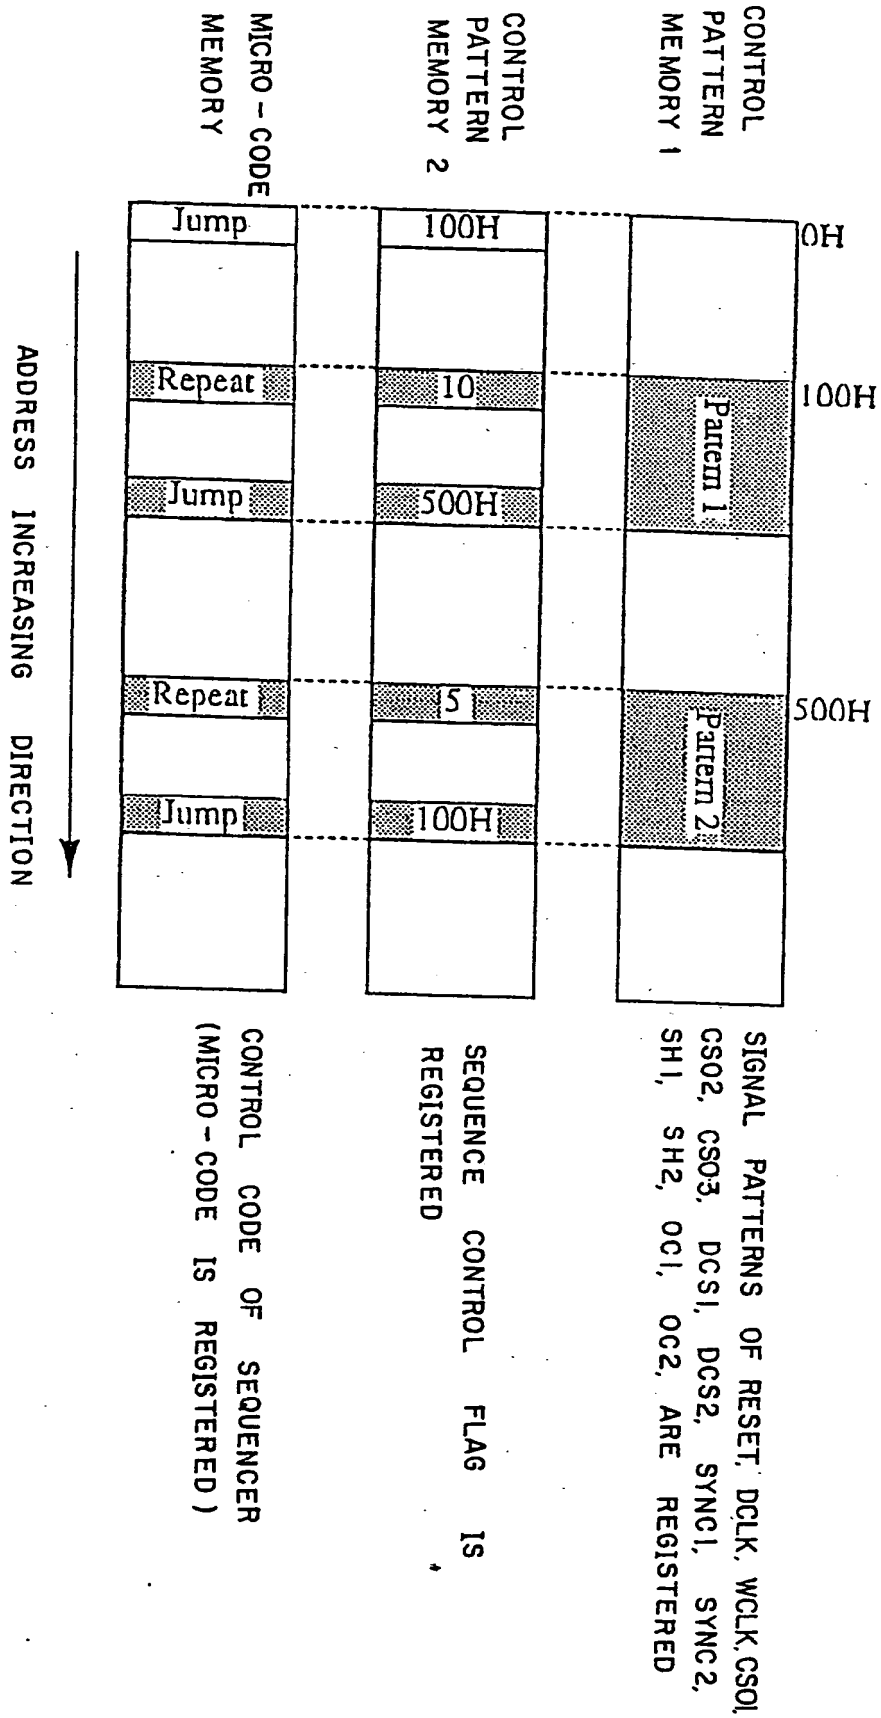 CONTROL
PATTERN
MEMORY 1
CONTROL
PATTERN
MEMORY 2
MICRO-CODE
MEMORY
0H
100H
500H
Pattern 1
Pattern 2
100H
10
500H
5
100H
Jump
Repeat
Jump
Repeat
Jump
ADDRESS INCREASING DIRECTION
SIGNAL PATTERNS OF RESET, DCLK, WCLK, CSO1,
CSO2, CSO3, DCS1, DCS2, SYNC1, SYNC2,
SH1, SH2, OC1, OC2, ARE REGISTERED
SEQUENCE CONTROL FLAG IS
REGISTERED
CONTROL CODE OF SEQUENCER
(MICRO-CODE IS REGISTERED)